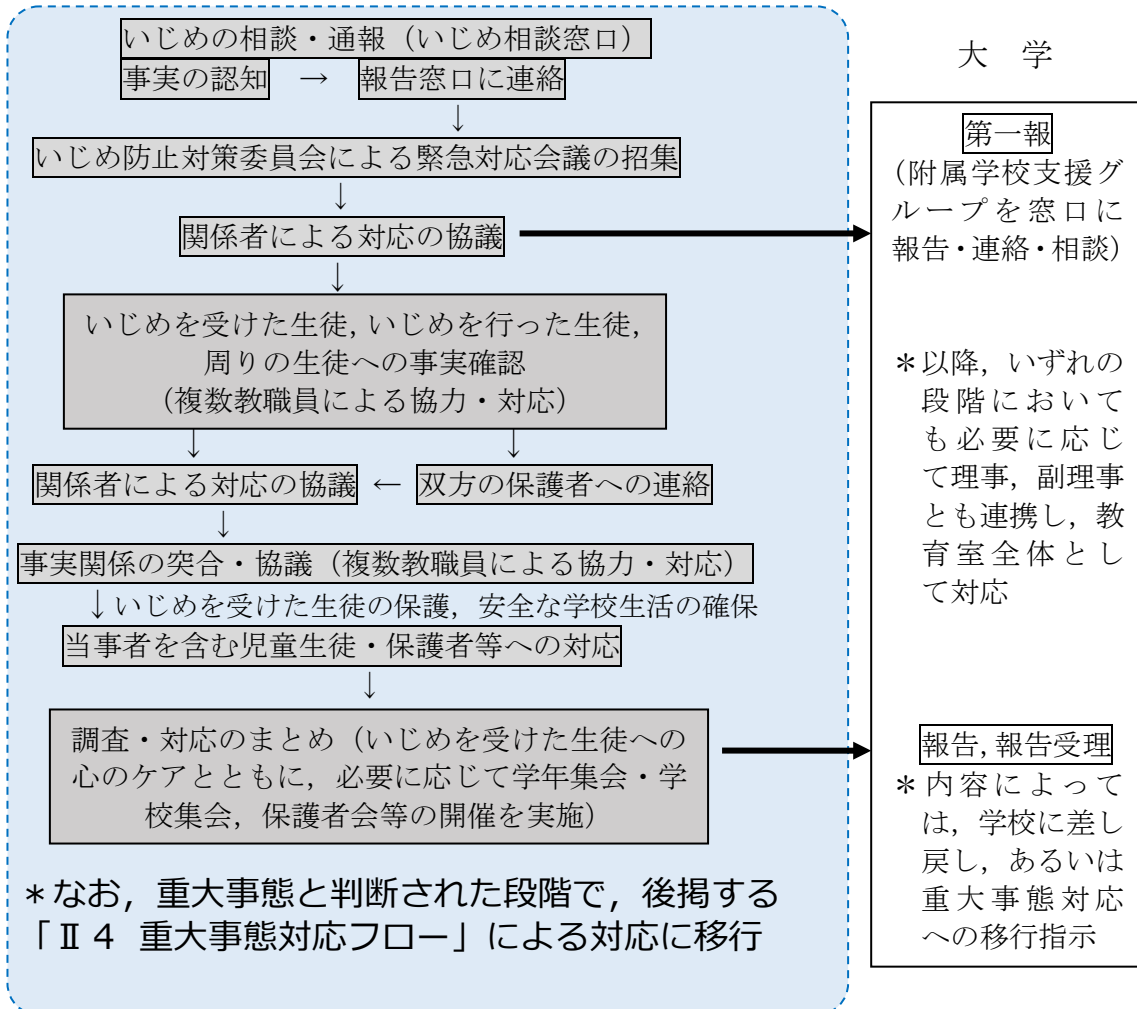 いじめの相談・通報（いじめ相談窓口）
事実の認知 → 報告窓口に連絡
↓
いじめ防止対策委員会による緊急対応会議の招集
↓
関係者による対応の協議
↓
いじめを受けた生徒，いじめを行った生徒，
周りの生徒への事実確認
（複数教職員による協力・対応）
↓ ↓
関係者による対応の協議 ← 双方の保護者への連絡
↓
事実関係の突合・協議（複数教職員による協力・対応）
↓いじめを受けた生徒の保護，安全な学校生活の確保
当事者を含む児童生徒・保護者等への対応
↓
調査・対応のまとめ（いじめを受けた生徒への
心のケアとともに，必要に応じて学年集会・学
校集会，保護者会等の開催を実施）
＊なお，重大事態と判断された段階で，後掲する
「Ⅱ４ 重大事態対応フロー」による対応に移行
大 学
第一報
（附属学校支援グ
ループを窓口に
報告・連絡・相談）
＊以降，いずれの
段階において
も必要に応じ
て理事，副理事
とも連携し，教
育室全体とし
て対応
報告，報告受理
＊内容によって
は，学校に差し
戻し，あるいは
重大事態対応
への移行指示